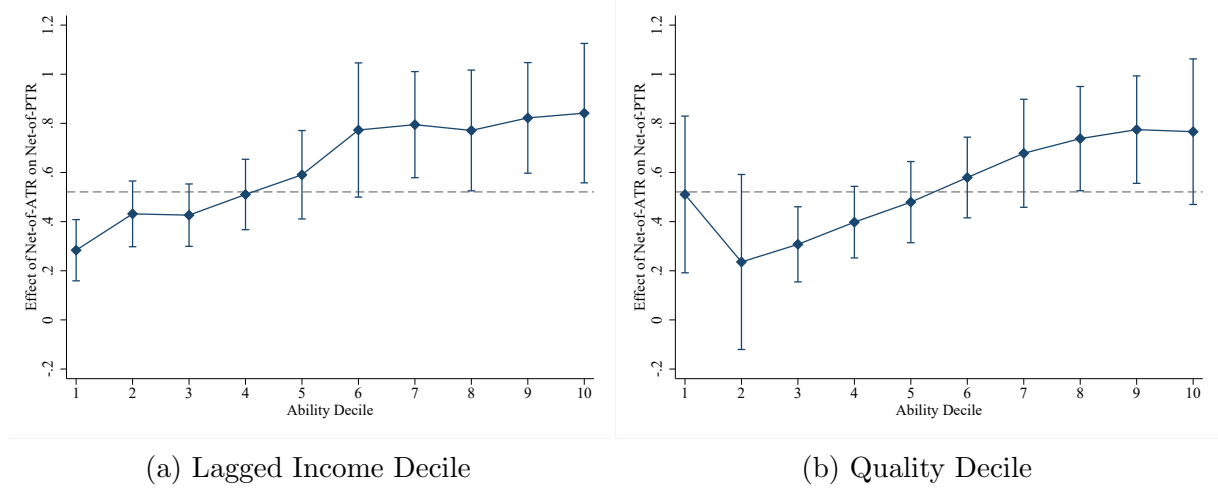 Effect of Net-of-ATR on Net-of-PTR
1.2
1
.8
.6
.4
.2
0
-.2
1 2 3 4 5 6 7 8 9 10
Ability Decile
(a) Lagged Income Decile
Effect of Net-of-ATR on Net-of-PTR
1.2
1
.8
.6
.4
.2
0
-.2
1 2 3 4 5 6 7 8 9 10
Ability Decile
(b) Quality Decile